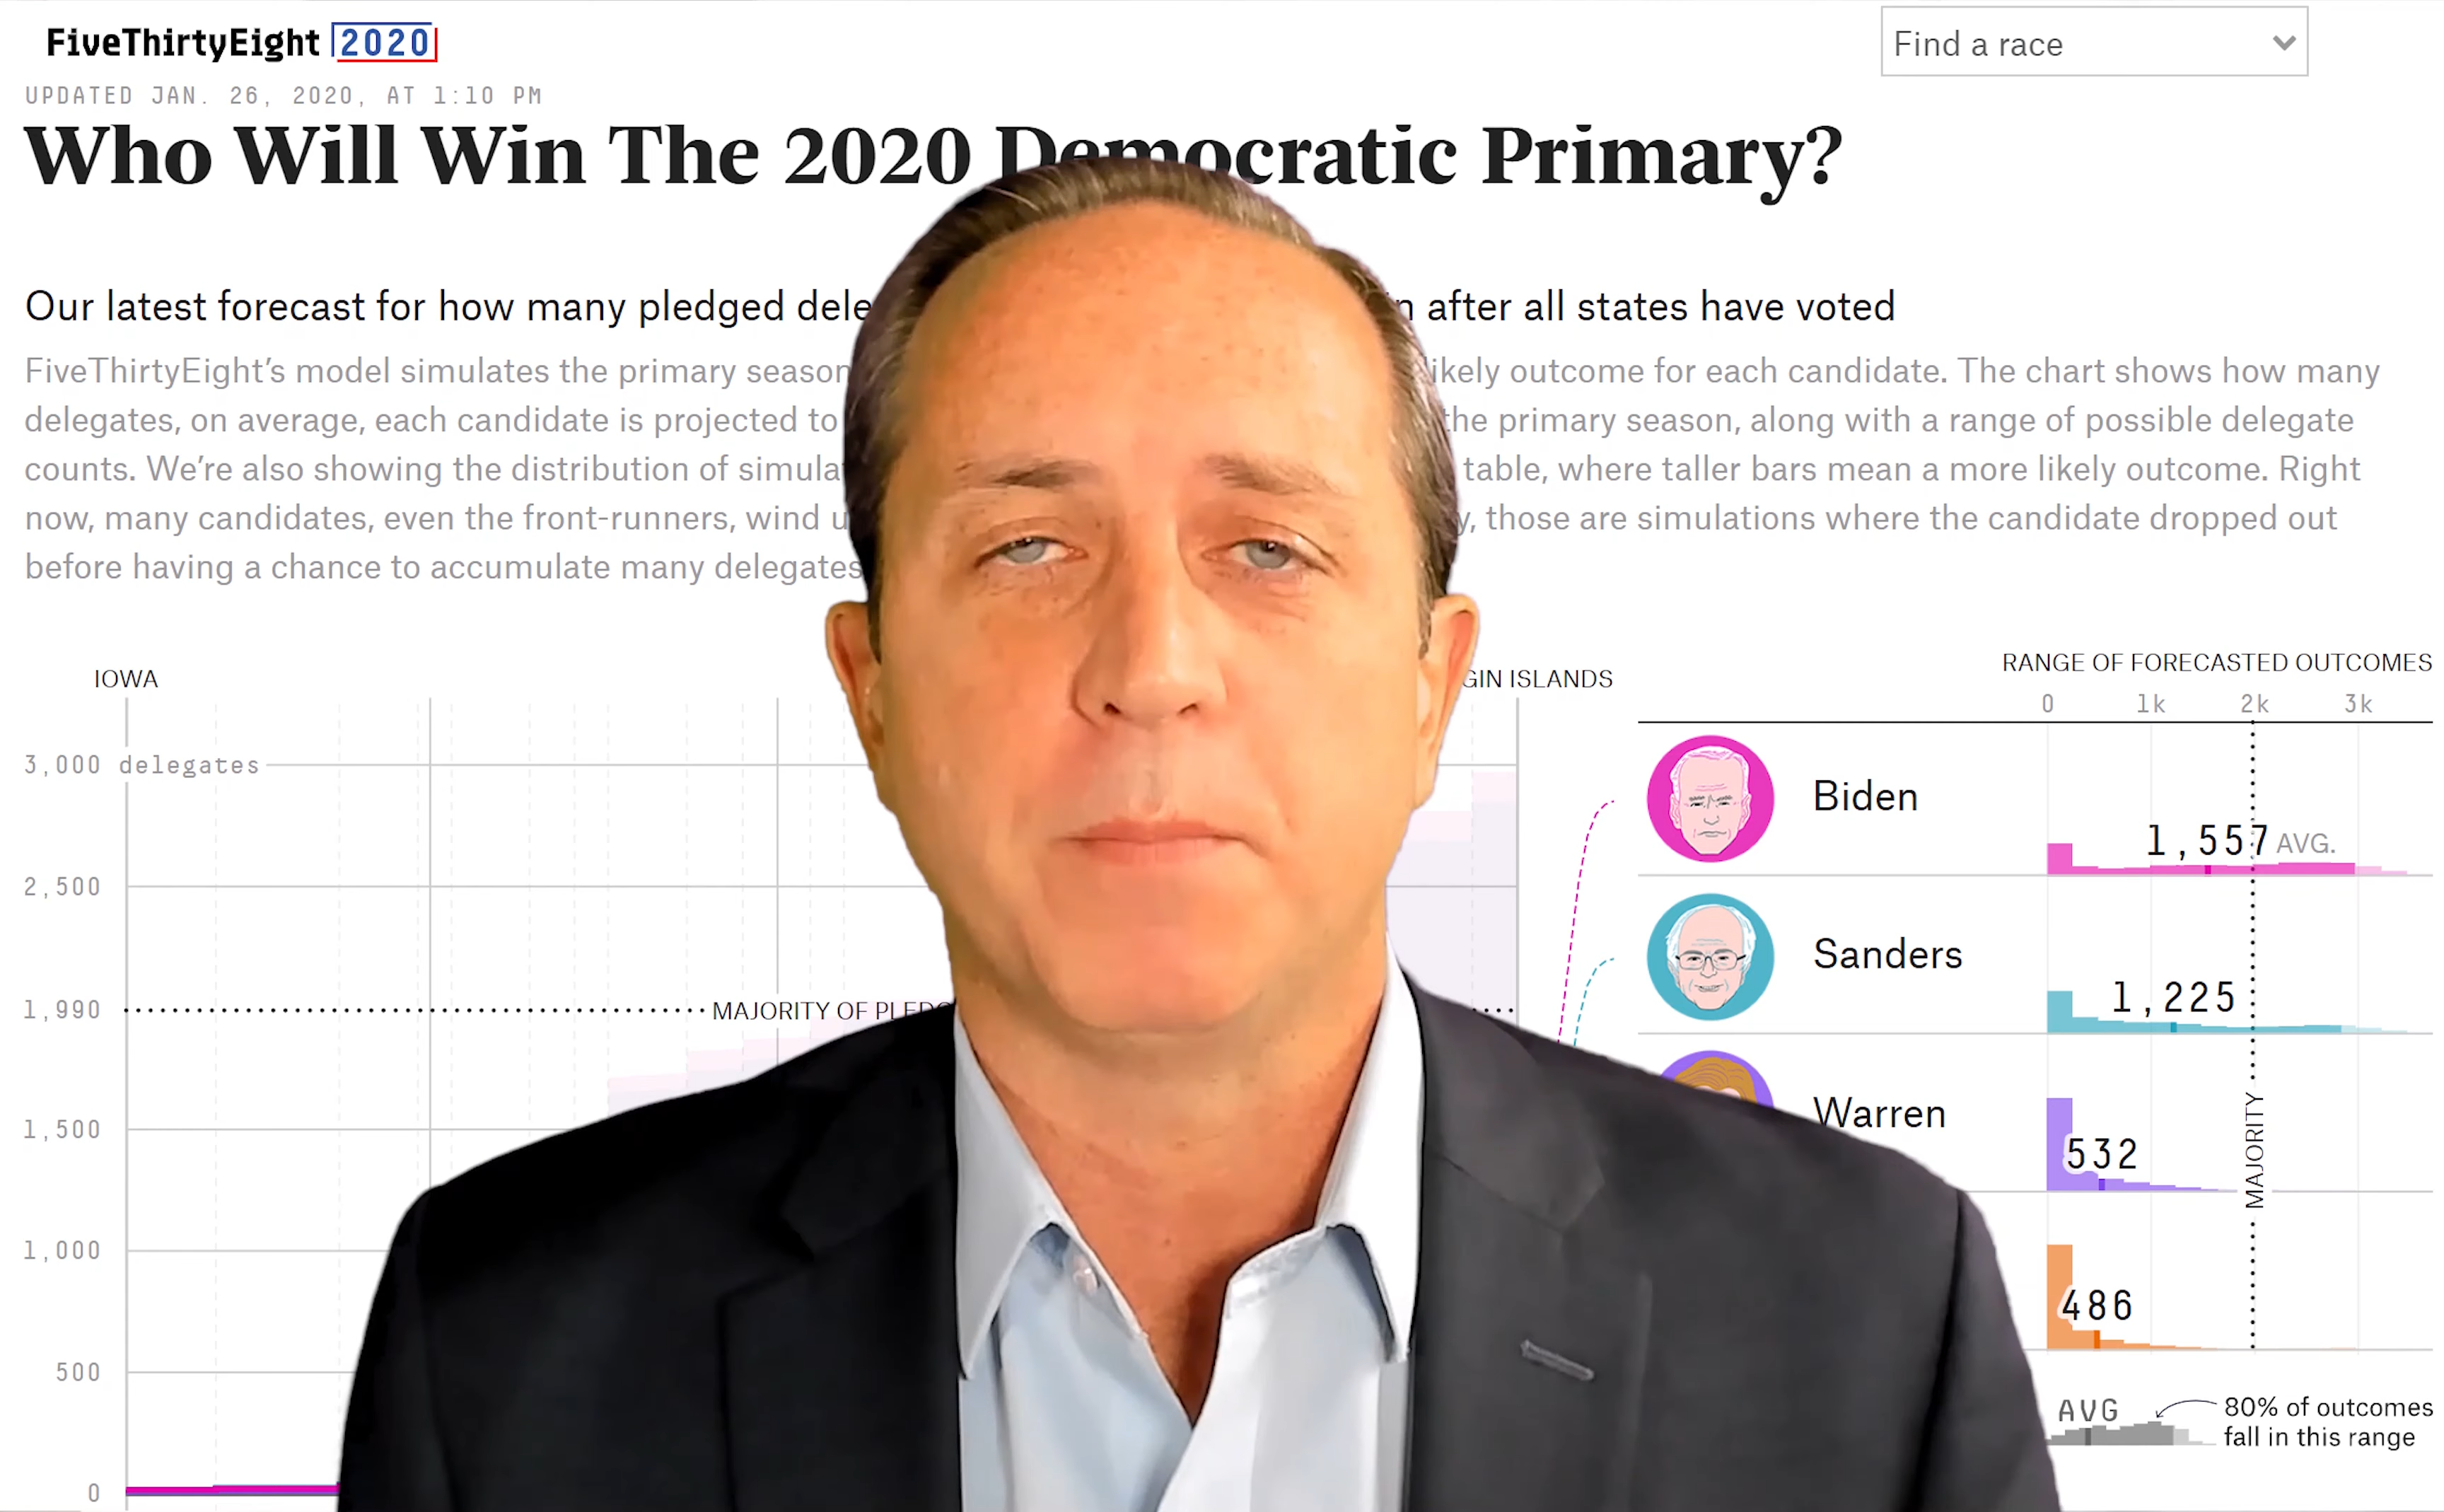 FiveThirtyEight 2020
Find a race
UPDATED JAN. 26, 2020, AT 1:10 PM
Who Will Win The 2020 Democratic Primary?
Our latest forecast for how many pledged after all states have voted
FiveThirtyEight's model simulates the primary season outcome for each candidate. The chart shows how many
delegates, on average, each candidate is projected to the primary season, along with a range of possible delegate
counts. We're also showing the distribution of table, where taller bars mean a more likely outcome. Right
now, many candidates, even the front-runners, wind those are simulations where the candidate dropped out
before having a chance to accumulate many delegates
IOWA
ISLANDS
RANGE OF FORECASTED OUTCOMES
0 1k 2k 3k
3,000 delegates
2,500
1,990
MAJORITY OF
1,500
1,000
500
0
Biden
1,557 AVG.
Sanders
1,225
Warren
532
MAJORITY
486
AVG
80% of outcomes
fall in this range